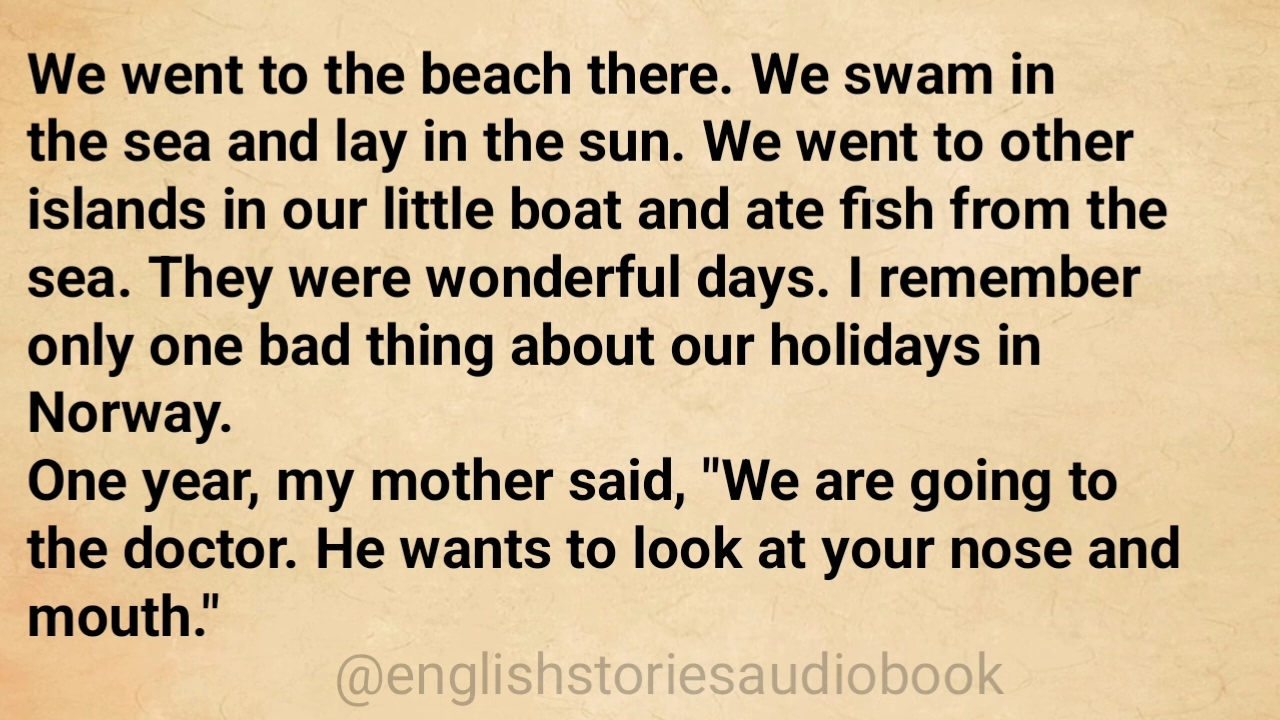 We went to the beach there. We swam in
the sea and lay in the sun. We went to other
islands in our little boat and ate fish from the
sea. They were wonderful days. I remember
only one bad thing about our holidays in
Norway.
One year, my mother said, "We are going to
the doctor. He wants to look at your nose and
mouth."
@englishstoriesaudiobook